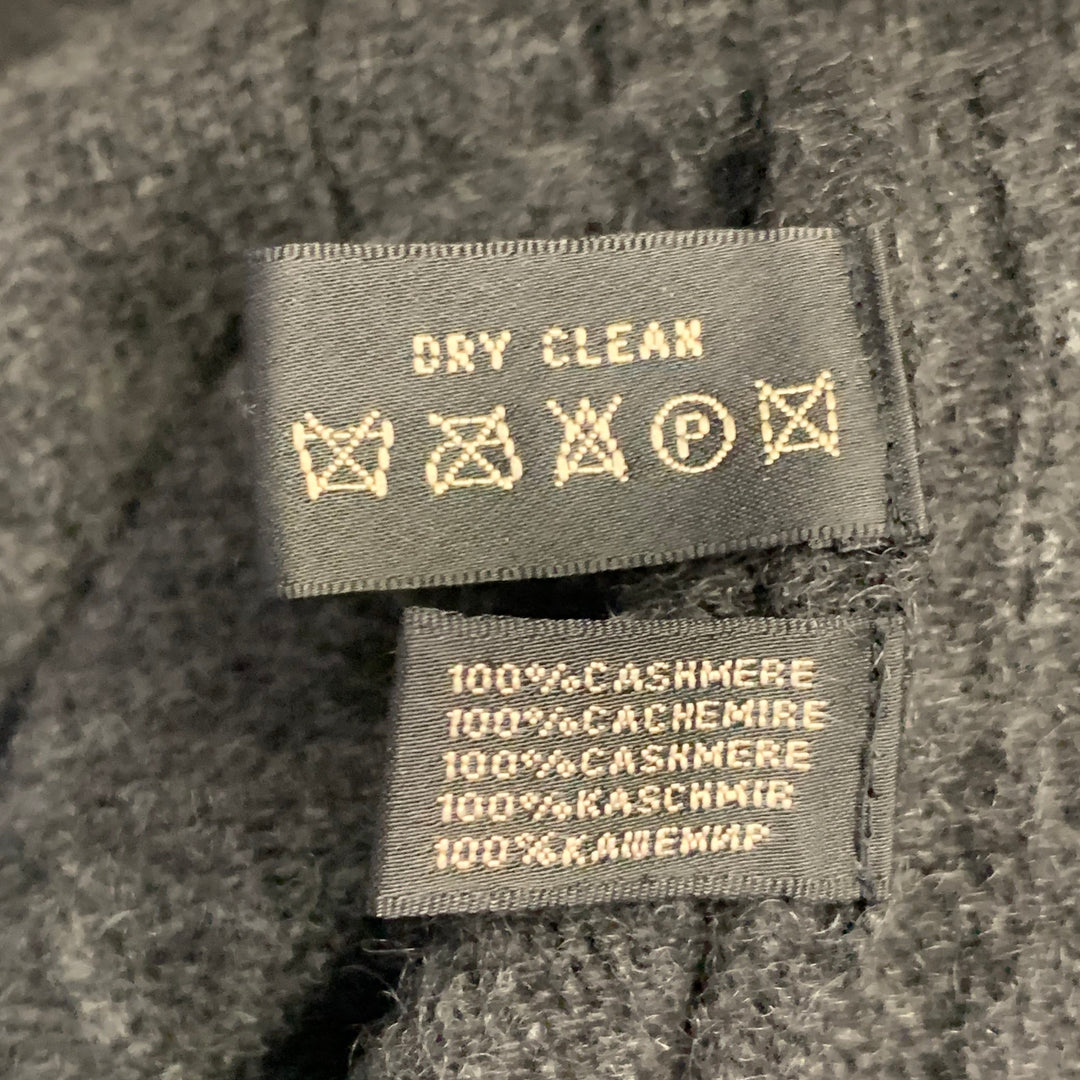 DRY CLEAN
P
100%CASHMERE
100%CACHEMIRE
100%CASHMERE
100%KASCHMIR
100%КАШЕМИР